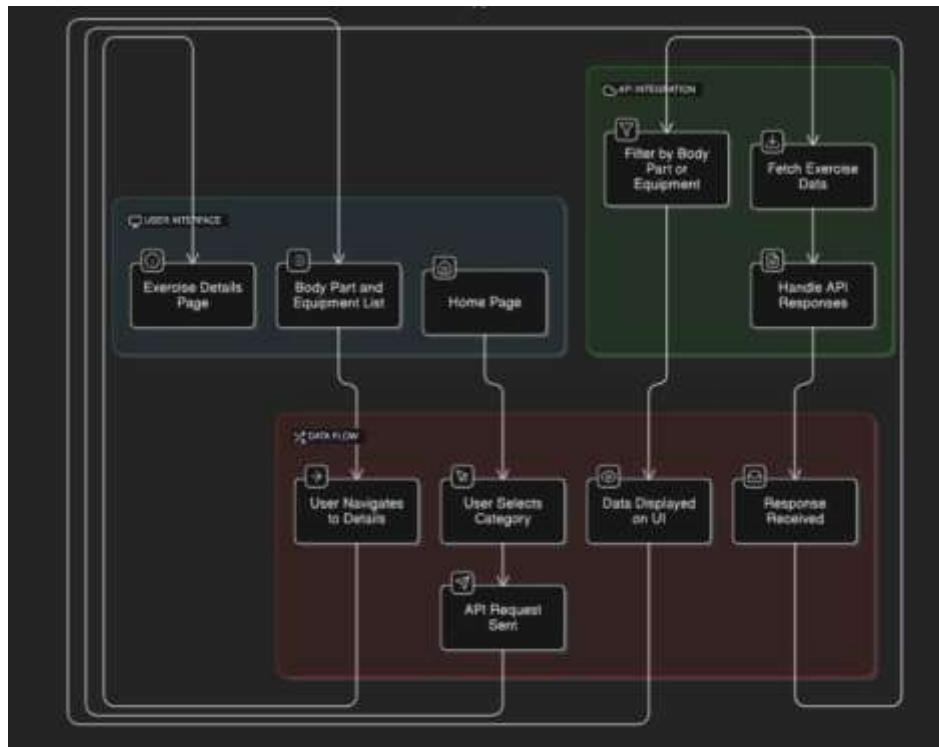 API INTEGRATION
Filter by Body
Part or
Equipment
Fetch Exercise
Data
USER INTERFACE
Exercise Details
Page
Body Part and
Equipment List
Home Page
Handle API
Responses
DATA FLOW
User Navigates
to Details
User Selects
Category
Data Displayed
on UI
Response
Received
API Request
Sent